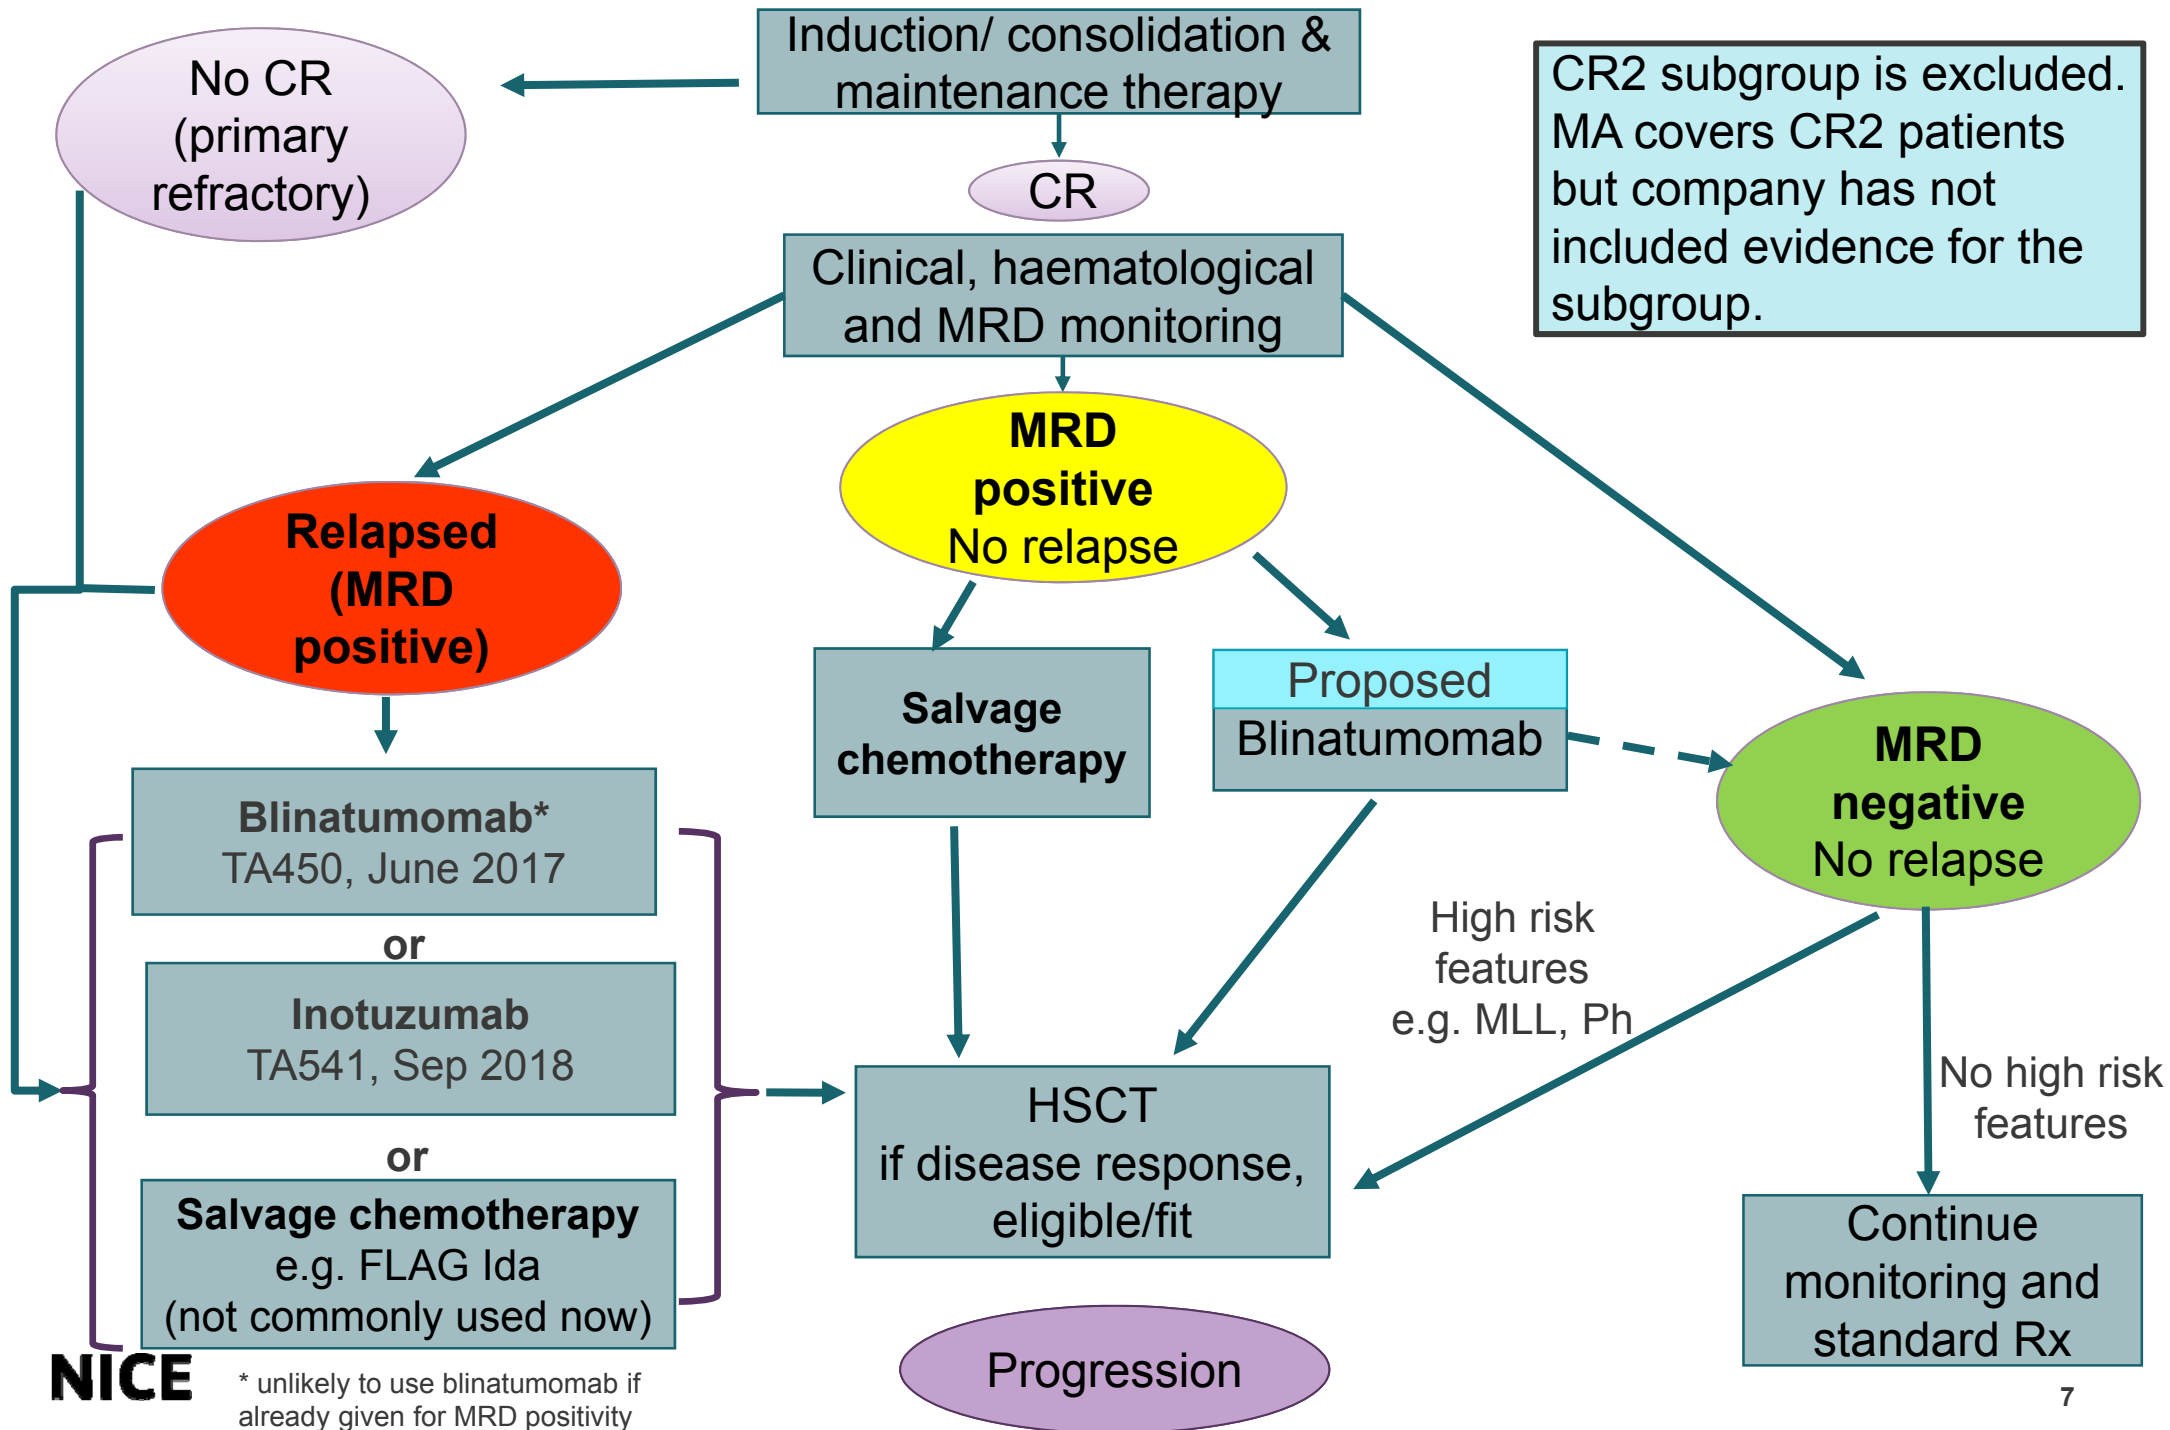 Induction/ consolidation &
maintenance therapy
No CR
(primary
refractory)
CR2 subgroup is excluded.
MA covers CR2 patients
but company has not
included evidence for the
subgroup.
CR
Clinical, haematological
and MRD monitoring
MRD
positive
No relapse
Relapsed
(MRD
positive)
Salvage
chemotherapy
Proposed
Blinatumomab
MRD
negative
No relapse
Blinatumomab*
TA450, June 2017
or
Inotuzumab
TA541, Sep 2018
or
Salvage chemotherapy
e.g. FLAG Ida
(not commonly used now)
High risk
features
e.g. MLL, Ph
No high risk
features
HSCT
if disease response,
eligible/fit
Continue
monitoring and
standard Rx
Progression
NICE
* unlikely to use blinatumomab if
already given for MRD positivity
7